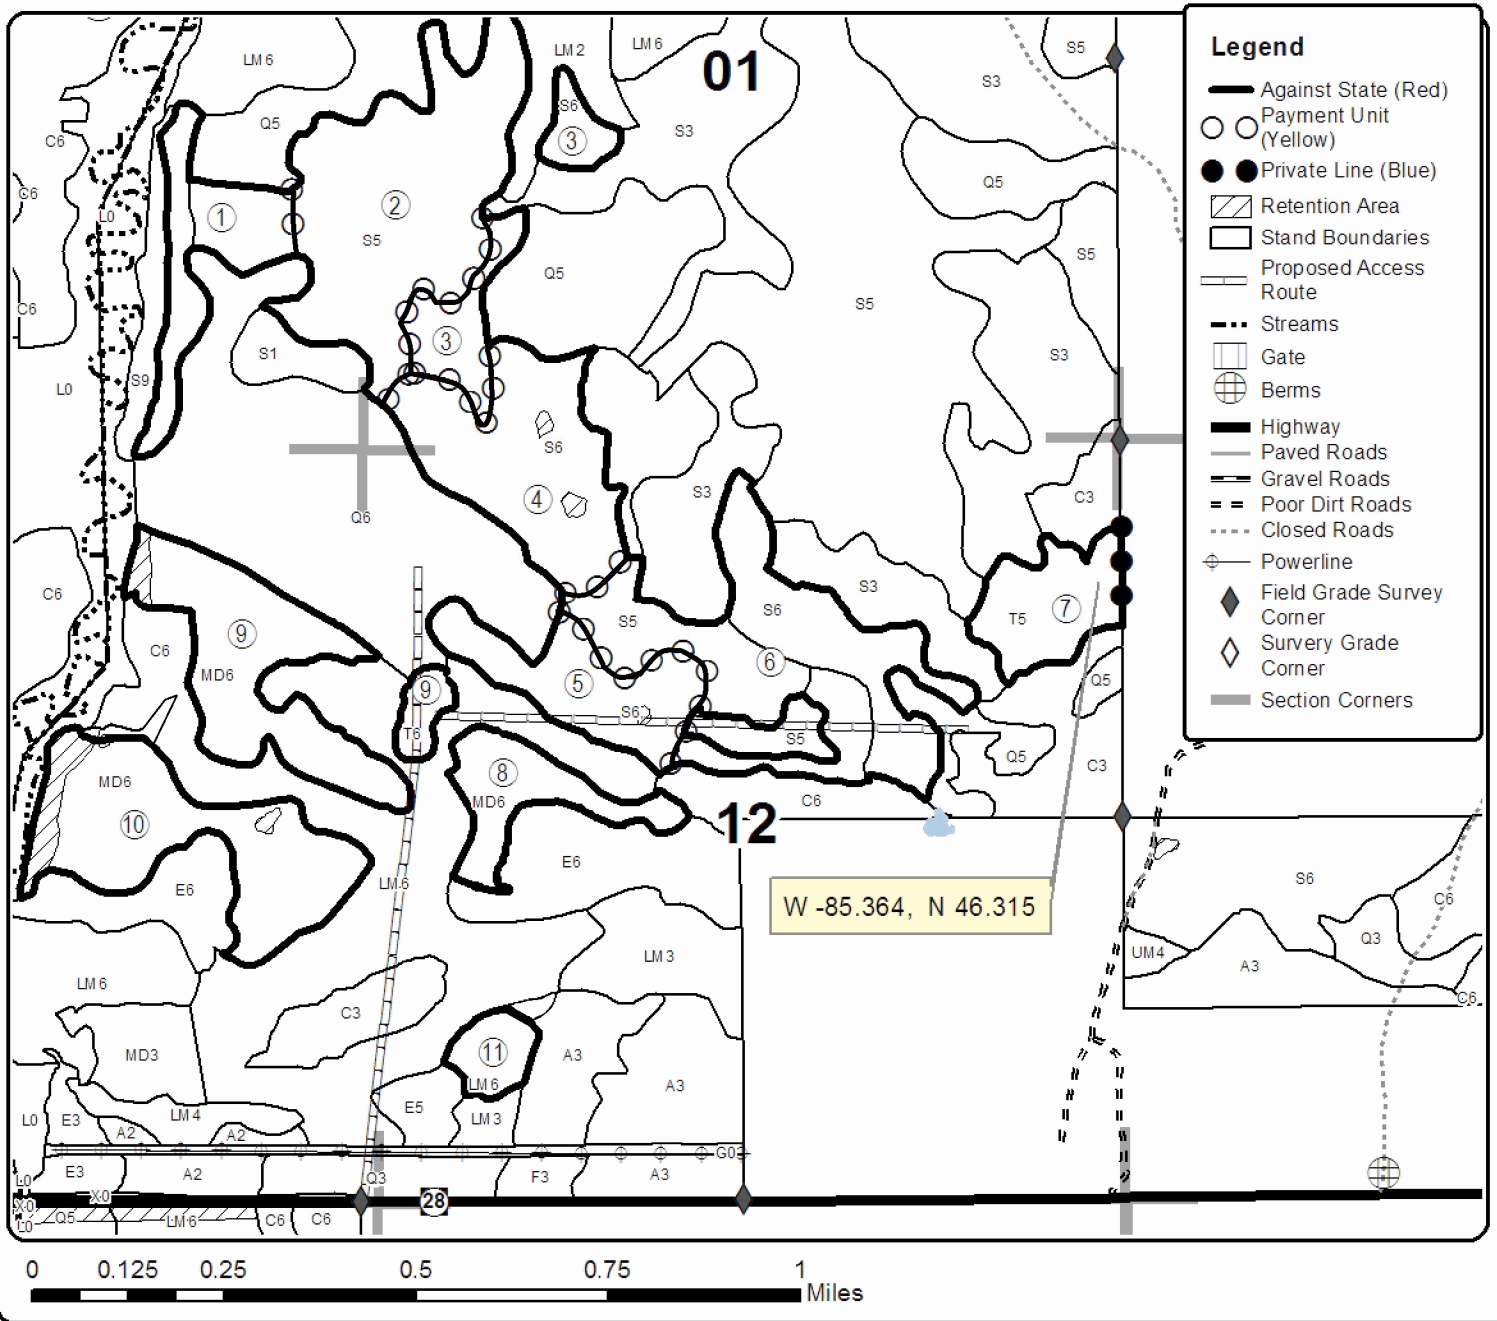 LM 6
LM 2
LM 6
01
S5
S3
S6
Q5
3
S3
C6
Q5
C6
L0
1
2
S5
Q5
S5
C6
S5
3
S1
S3
L0
S9
S6
4
S3
C3
Q6
C6
S3
9
S5
S6
T5
7
C6
MD6
6
5
9
Q5
S6
T6
S5
Q5
C3
8
MD6
MD6
C6
10
12
E6
E6
LM 6
S6
C6
W -85.364, N 46.315
Q3
UM4
A3
C6
LM 3
LM 6
C3
11
MD3
A3
LM 6
A3
E5
LM 3
L0
E3
LM 4
A2
A2
G03
E3
A2
Q3
F3
A3
L0
X0
X0
28
Q5
LM 6
C6
C6
L0
Legend
Against State (Red)
Payment Unit
(Yellow)
Private Line (Blue)
Retention Area
Stand Boundaries
Proposed Access
Route
Streams
Gate
Berms
Highway
Paved Roads
Gravel Roads
Poor Dirt Roads
Closed Roads
Powerline
Field Grade Survey
Corner
Survery Grade
Corner
Section Corners
0 0.125 0.25 0.5 0.75 1
Miles